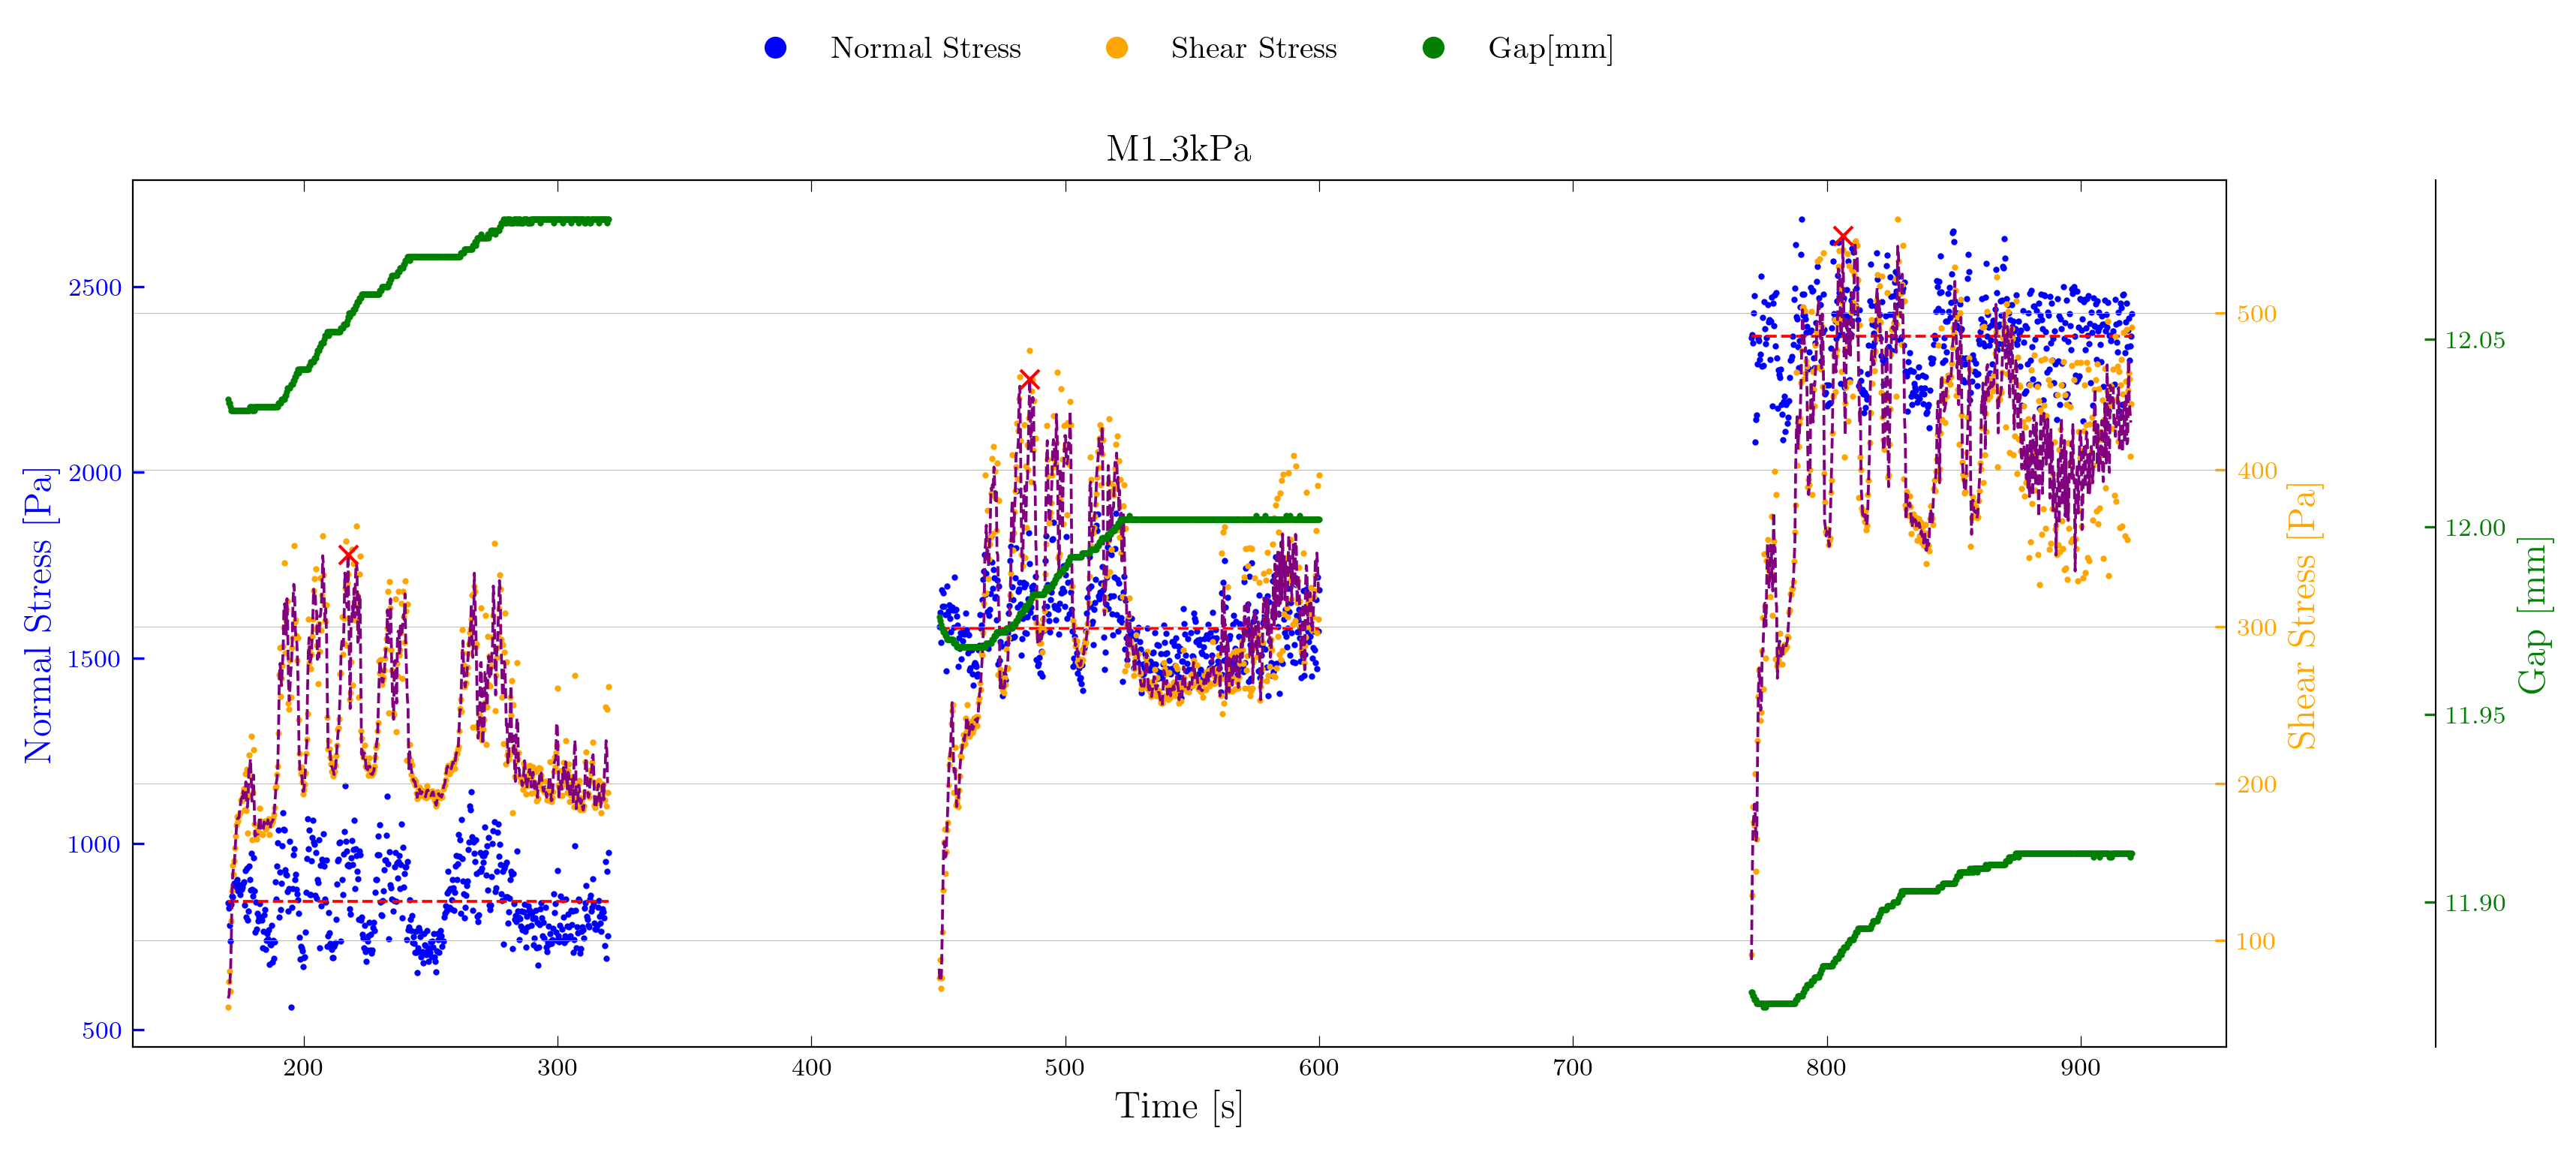 Normal Stress Shear Stress Gap[mm]
M1_3kPa
Normal Stress [Pa]
2500
2000
1500
1000
500
200 300 400 500 600 700 800 900
Time [s]
500
400
300
200
100
Shear Stress [Pa]
12.05
12.00
11.95
11.90
Gap [mm]